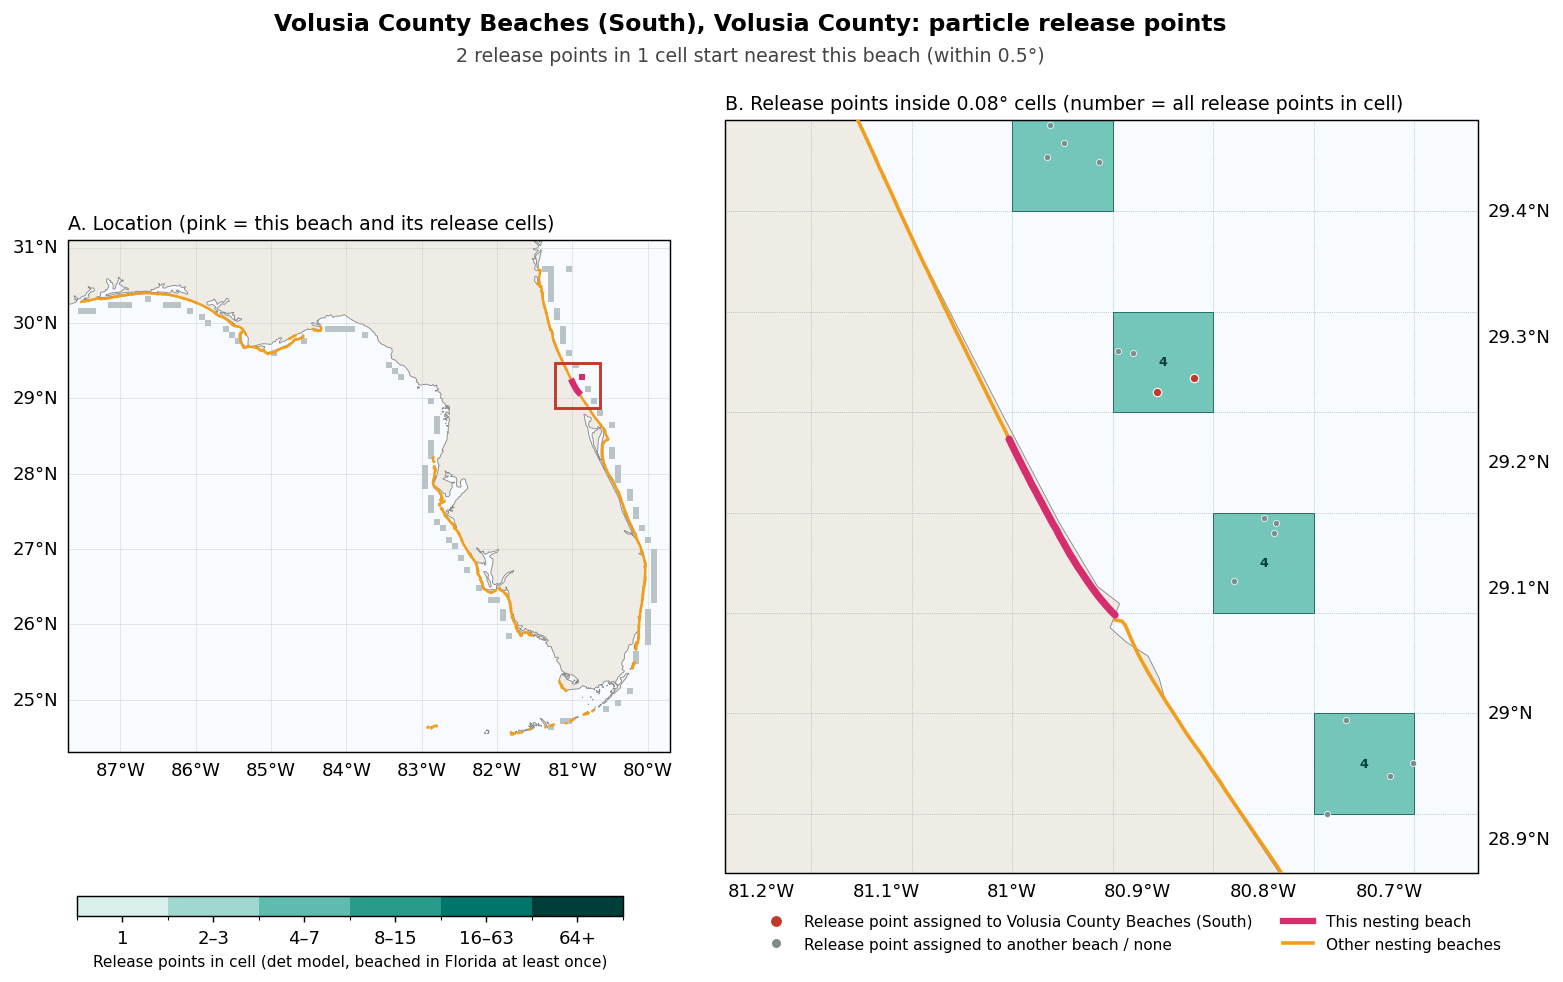 Volusia County Beaches (South), Volusia County: particle release points
2 release points in 1 cell start nearest this beach (within 0.5°)
A. Location (pink = this beach and its release cells)
31°N
30°N
29°N
28°N
27°N
26°N
25°N
87°W 86°W 85°W 84°W 83°W 82°W 81°W 80°W
B. Release points inside 0.08° cells (number = all release points in cell)
4
4
4
29.4°N
29.3°N
29.2°N
29.1°N
29°N
28.9°N
81.2°W 81.1°W 81°W 80.9°W 80.8°W 80.7°W
1 2–3 4–7 8–15 16–63 64+
Release points in cell (det model, beached in Florida at least once)
Release point assigned to Volusia County Beaches (South)
Release point assigned to another beach / none
This nesting beach
Other nesting beaches